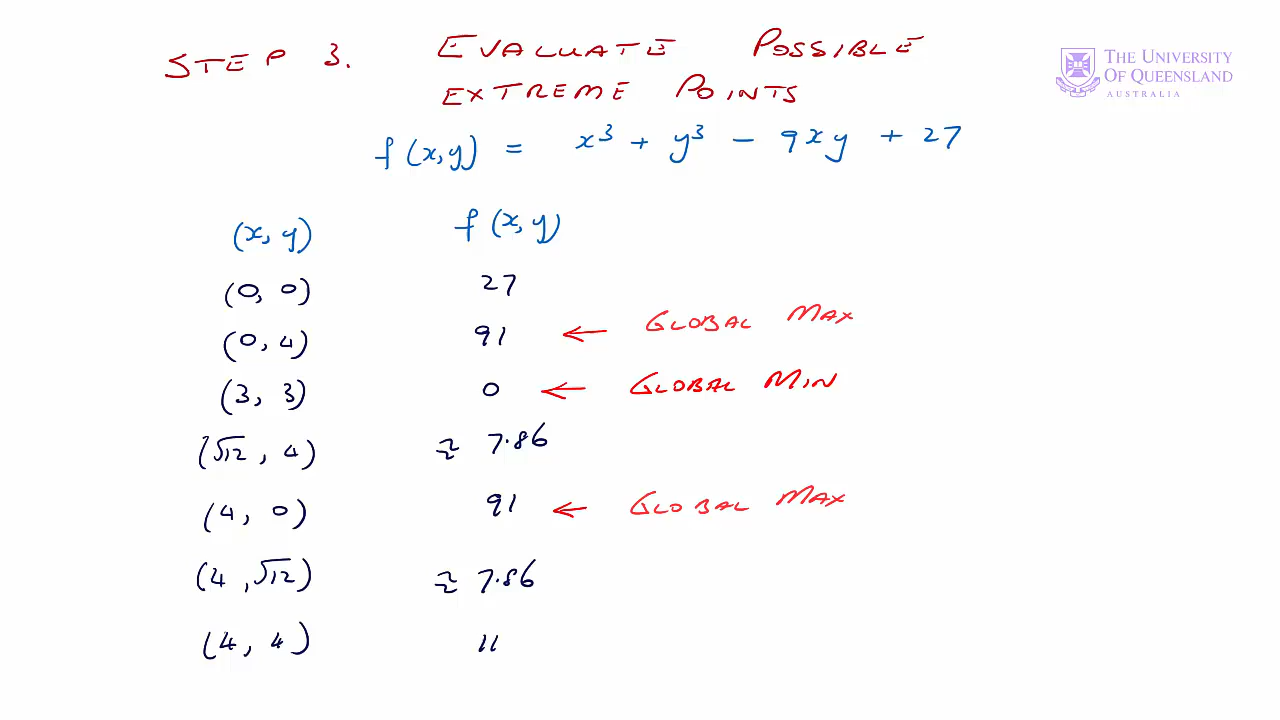 STEP 3. EVALUATE POSSIBLE
EXTREME POINTS
THE UNIVERSITY
OF QUEENSLAND
AUSTRALIA
f(x,y) = x³ + y³ - 9xy + 27
(x, y) f(x, y)
(0, 0) 27
(0, 4) 91 ← GLOBAL MAX
(3, 3) 0 ← GLOBAL MIN
(√12, 4) ≈ 7.86
(4, 0) 91 ← GLOBAL MAX
(4, √12) ≈ 7.86
(4, 4) 11